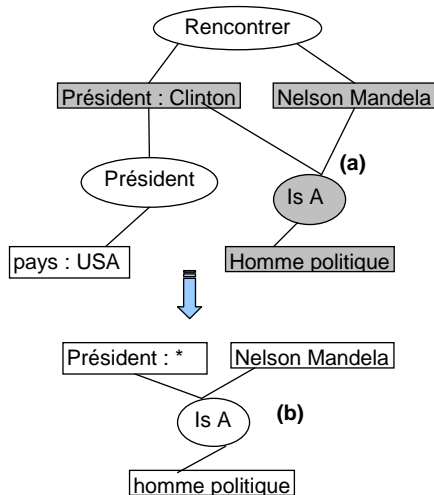 Rencontrer
Président : Clinton Nelson Mandela
(a)
Président Is A
pays : USA Homme politique
Président : * Nelson Mandela
Is A (b)
homme politique